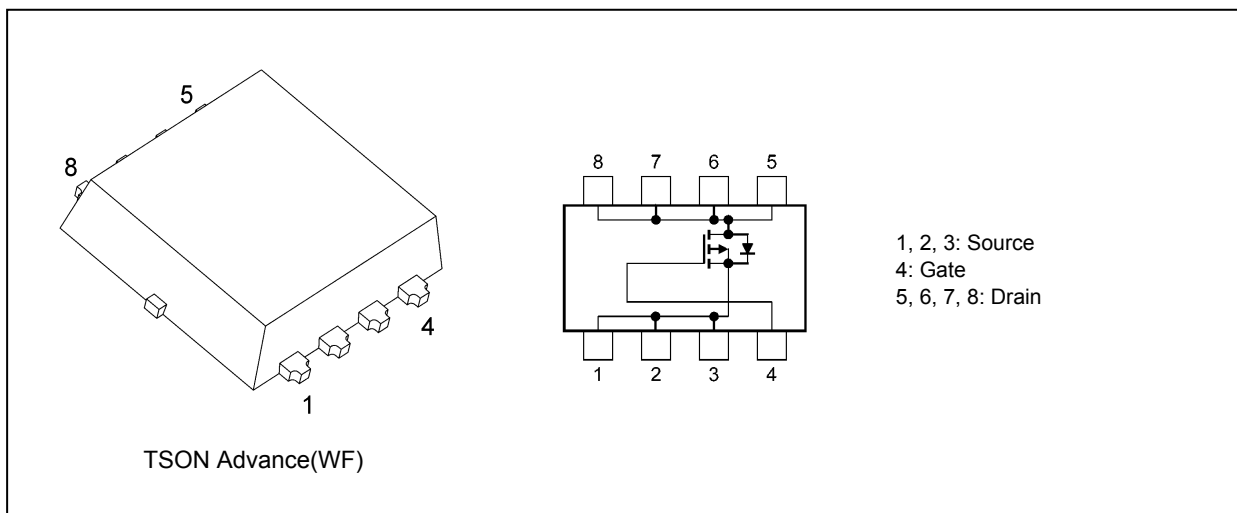 5
8
4
1
TSON Advance(WF)
8 7 6 5
1 2 3 4
1, 2, 3: Source
4: Gate
5, 6, 7, 8: Drain